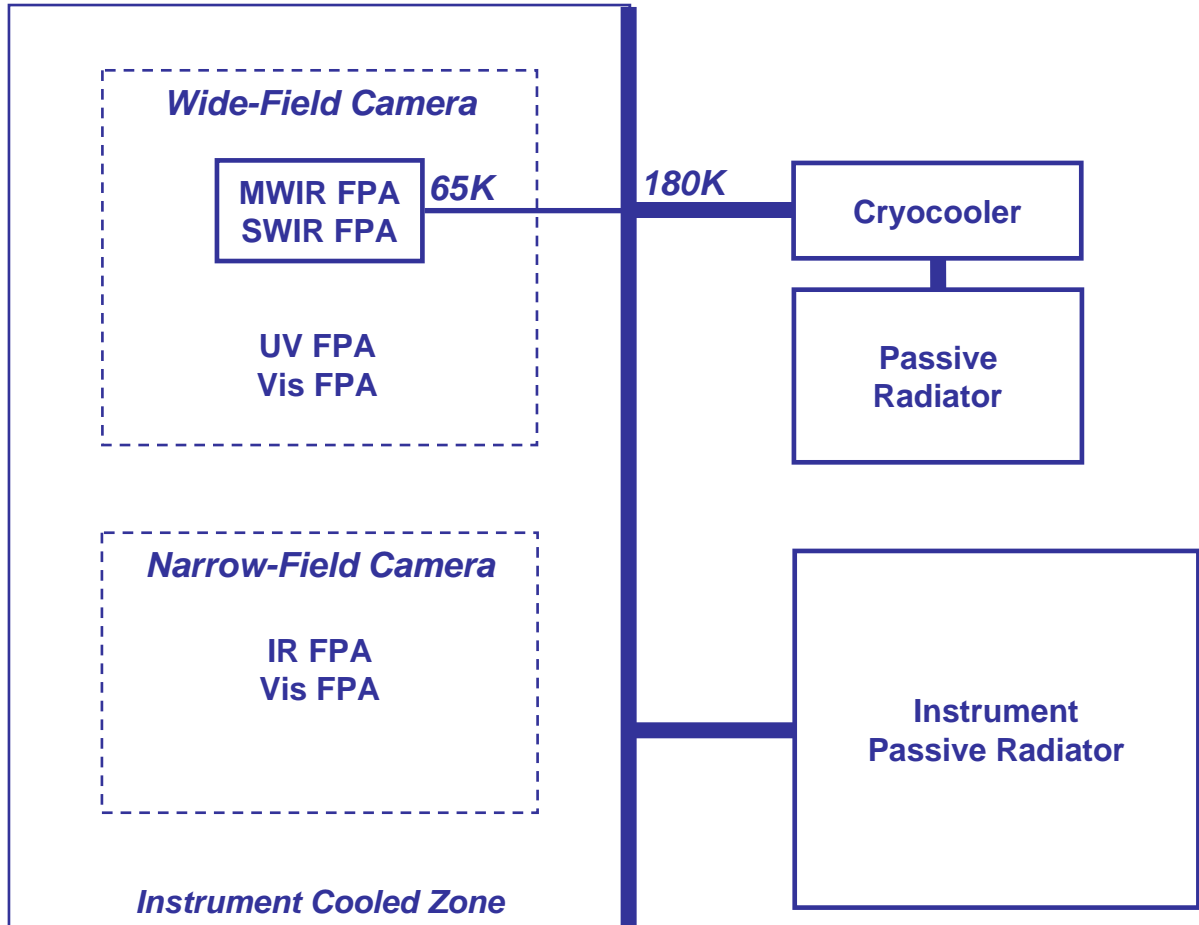 Wide-Field Camera
MWIR FPA
SWIR FPA
65K
180K
Cryocooler
UV FPA
Vis FPA
Passive
Radiator
Narrow-Field Camera
IR FPA
Vis FPA
Instrument
Passive Radiator
Instrument Cooled Zone